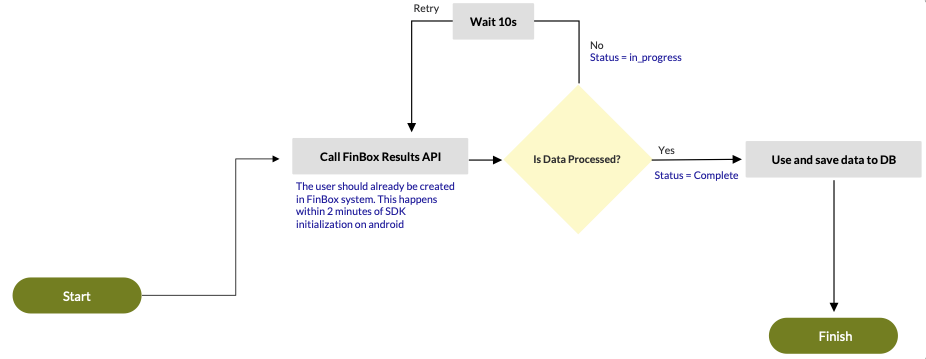 Retry
Wait 10s
No
Status = in_progress
Call FinBox Results API
Is Data Processed?
Yes
Status = Complete
Use and save data to DB
The user should already be created
in FinBox system. This happens
within 2 minutes of SDK
initialization on android
Start
Finish